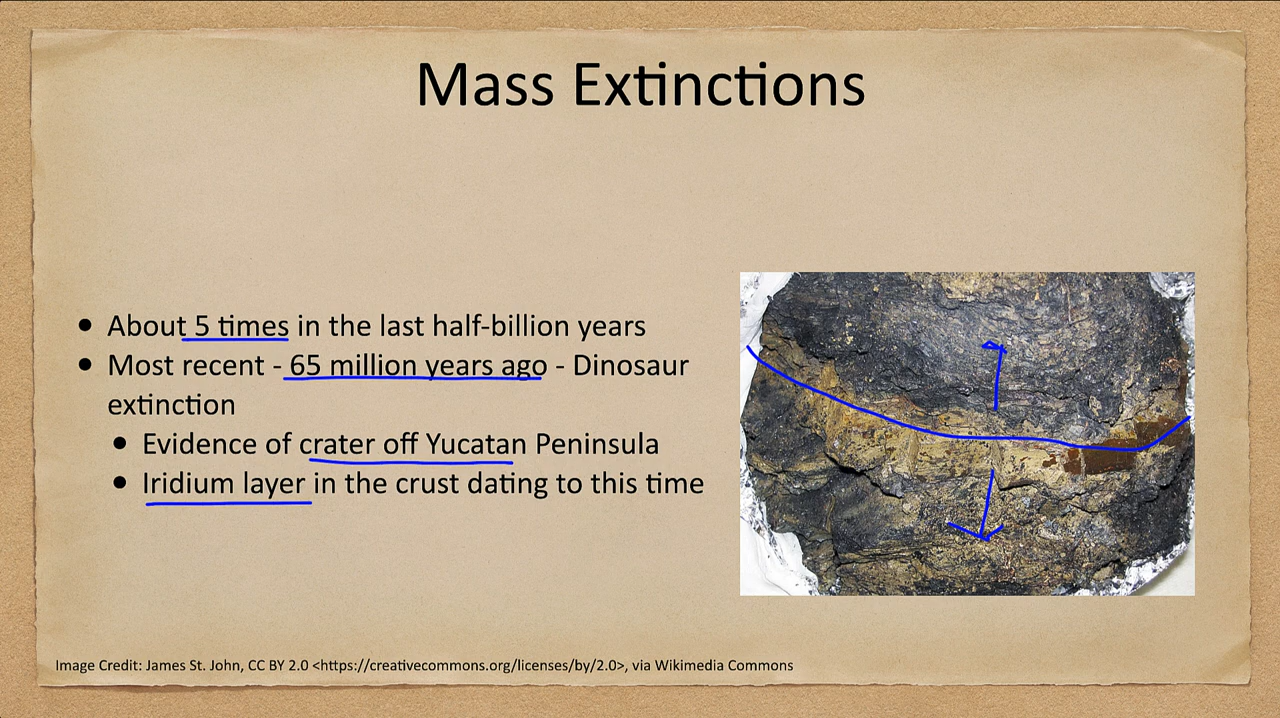 Mass Extinctions
• About 5 times in the last half-billion years
• Most recent - 65 million years ago - Dinosaur
extinction
• Evidence of crater off Yucatan Peninsula
• Iridium layer in the crust dating to this time
Image Credit: James St. John, CC BY 2.0 <https://creativecommons.org/licenses/by/2.0>, via Wikimedia Commons